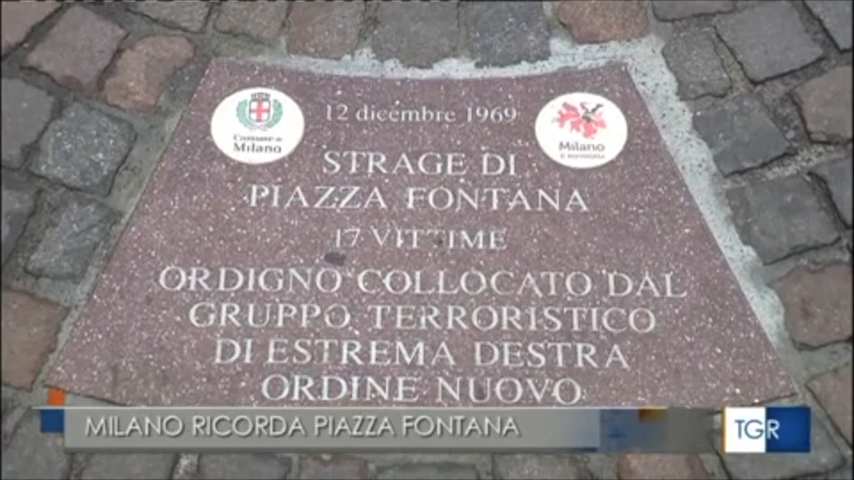 12 dicembre 1969
Comune di
Milano
Milano
è memoria
STRAGE DI
PIAZZA FONTANA
17 VITTIME
ORDIGNO COLLOCATO DAL
GRUPPO TERRORISTICO
DI ESTREMA DESTRA
ORDINE NUOVO
MILANO RICORDA PIAZZA FONTANA
TGR